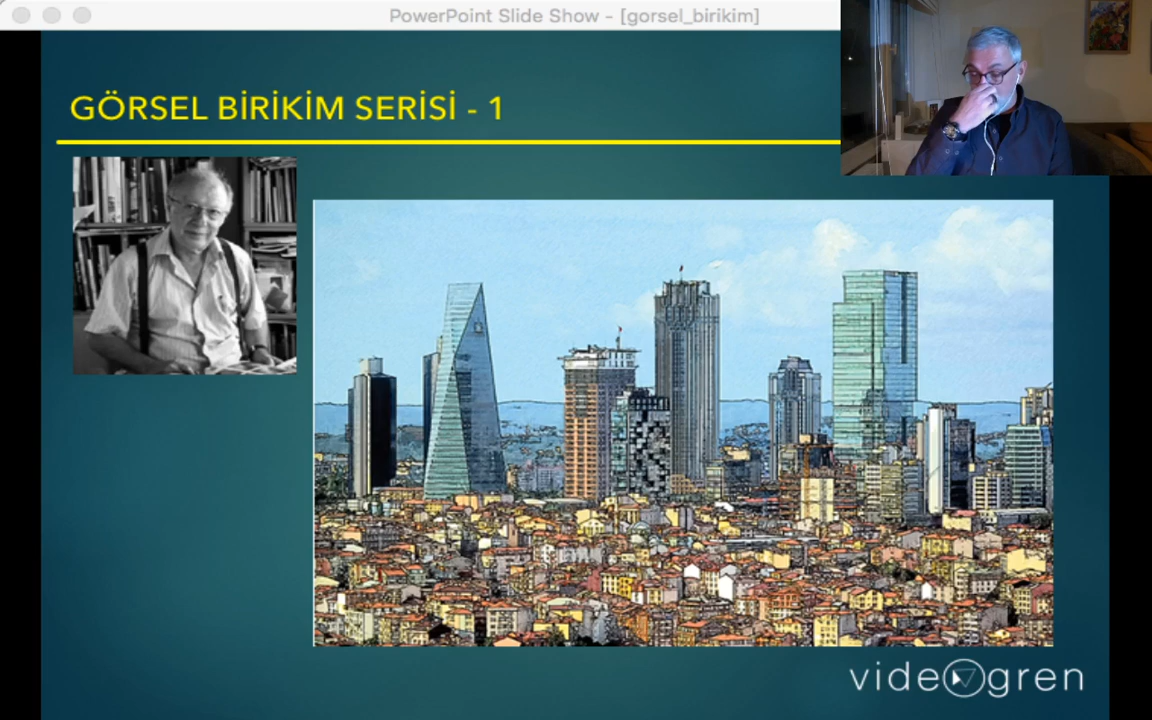 PowerPoint Slide Show - [gorsel_birikim]
GÖRSEL BİRİKİM SERİSİ - 1
videogren